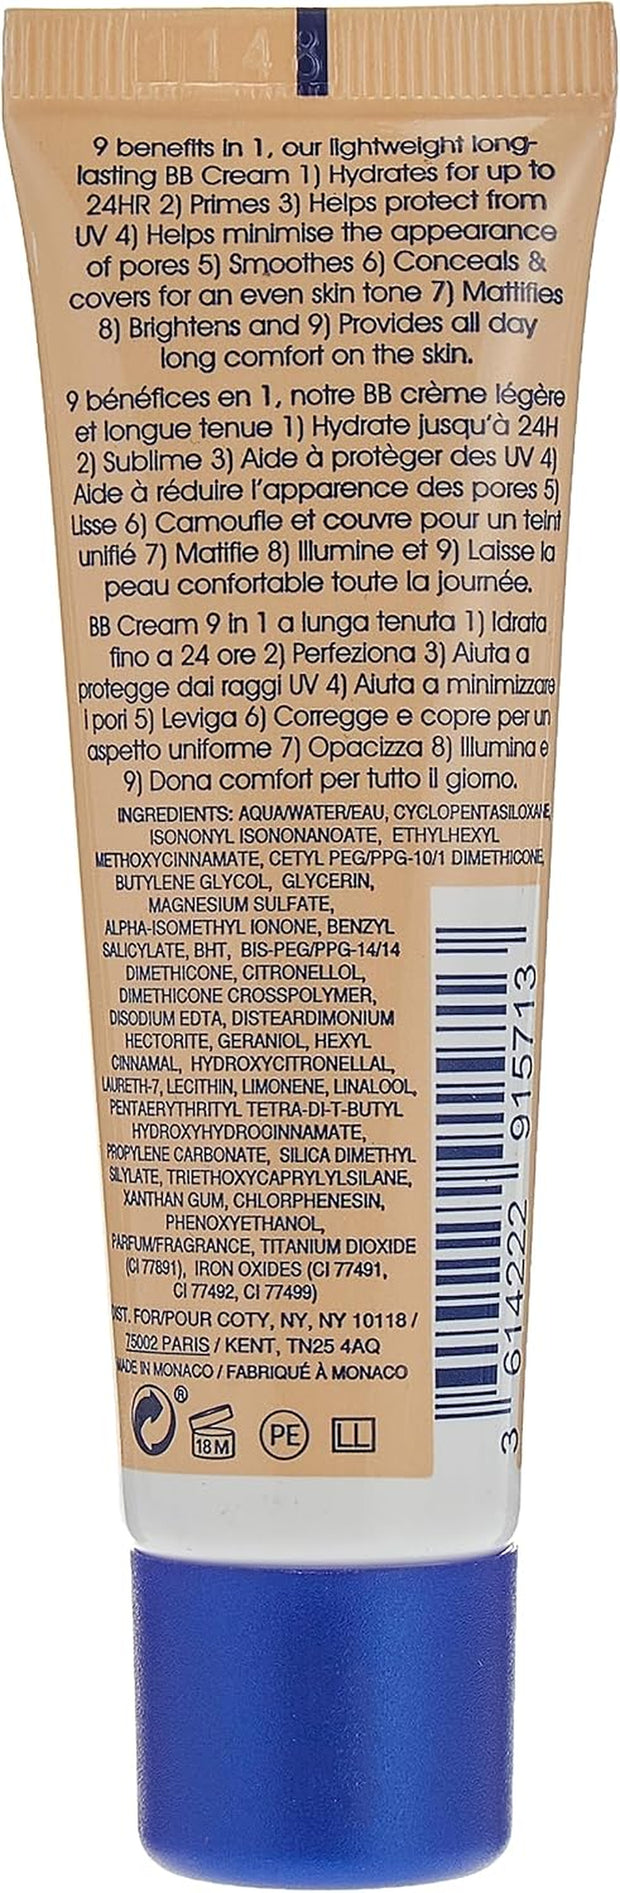 9 benefits in 1, our lightweight long-
lasting BB Cream 1) Hydrates for up to
24HR 2) Primes 3) Helps protect from
UV 4) Helps minimise the appearance
of pores 5) Smoothes 6) Conceals &
covers for an even skin tone 7) Mattifies
8) Brightens and 9) Provides all day
long comfort on the skin.
9 bénéfices en 1, notre BB crème légère
et longue tenue 1) Hydrate jusqu'à 24H
2) Sublime 3) Aide à protèger des UV 4)
Aide à réduire l'apparence des pores 5)
Lisse 6) Camoufle et couvre pour un teint
unifié 7) Matifie 8) Illumine et 9) Laisse la
peau confortable toute la journée.
BB Cream 9 in 1 a lunga tenuta 1) Idrata
fino a 24 ore 2) Perfeziona 3) Aiuta a
protegge dai raggi UV 4) Aiuta a minimizzare
i pori 5) Leviga 6) Corregge e copre per un
aspetto uniforme 7) Opacizza 8) Illumina e
9) Dona comfort per tutto il giorno.
INGREDIENTS: AQUA/WATER/EAU, CYCLOPENTASILOXANE,
ISONONYL ISONONANOATE, ETHYLHEXYL
METHOXYCINNAMATE, CETYL PEG/PPG-10/1 DIMETHICONE,
BUTYLENE GLYCOL, GLYCERIN,
MAGNESIUM SULFATE,
ALPHA-ISOMETHYL IONONE, BENZYL
SALICYLATE, BHT, BIS-PEG/PPG-14/14
DIMETHICONE, CITRONELLOL,
DIMETHICONE CROSSPOLYMER,
DISODIUM EDTA, DISTEARDIMONIUM
HECTORITE, GERANIOL, HEXYL
CINNAMAL, HYDROXYCITRONELLAL,
LAURETH-7, LECITHIN, LIMONENE, LINALOOL,
PENTAERYTHRITYL TETRA-DI-T-BUTYL
HYDROXYHYDROCINNAMATE,
PROPYLENE CARBONATE, SILICA DIMETHYL
SILYLATE, TRIETHOXYCAPRYLYLSILANE,
XANTHAN GUM, CHLORPHENESIN,
PHENOXYETHANOL,
PARFUM/FRAGRANCE, TITANIUM DIOXIDE
(CI 77891), IRON OXIDES (CI 77491,
CI 77492, CI 77499)
DIST. FOR/POUR COTY, NY, NY 10118 /
75002 PARIS / KENT, TN25 4AQ
MADE IN MONACO / FABRIQUÉ À MONACO
® 18M PE LL
3 614222 915713